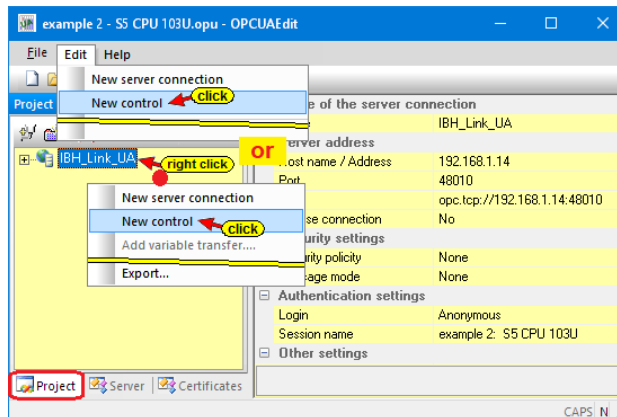 example 2 - S5 CPU 103U.opu - OPCUAEdit
File Edit Help
New server connection
New control click
Project
e of the server connection
IBH_Link_UA
or
erver address
IBH_Link_UA right click
ost name / Address 192.168.1.14
Port 48010
opc.tcp://192.168.1.14:48010
New server connection
New control click
se connection No
Add variable transfer....
urity settings
rity policity None
Export...
age mode None
Authentication settings
Login Anonymous
Session name example 2: S5 CPU 103U
Other settings
Project Server Certificates
CAPS N